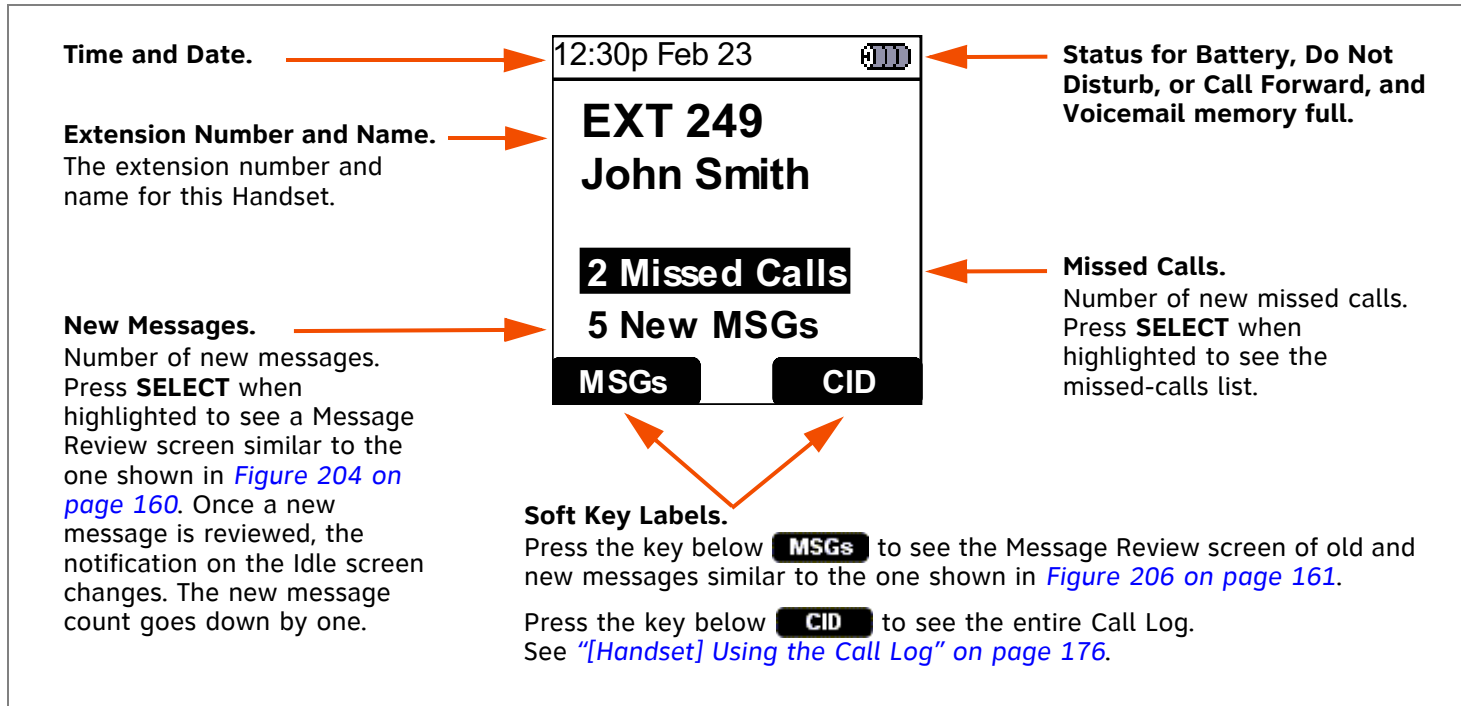 Time and Date.
Extension Number and Name.
The extension number and
name for this Handset.
New Messages.
Number of new messages.
Press SELECT when
highlighted to see a Message
Review screen similar to the
one shown in Figure 204 on
page 160. Once a new
message is reviewed, the
notification on the Idle screen
changes. The new message
count goes down by one.
12:30p Feb 23
EXT 249
John Smith
2 Missed Calls
5 New MSGs
MSGs CID
Status for Battery, Do Not
Disturb, or Call Forward, and
Voicemail memory full.
Missed Calls.
Number of new missed calls.
Press SELECT when
highlighted to see the
missed-calls list.
Soft Key Labels.
Press the key below MSGs to see the Message Review screen of old and
new messages similar to the one shown in Figure 206 on page 161.
Press the key below CID to see the entire Call Log.
See “[Handset] Using the Call Log” on page 176.